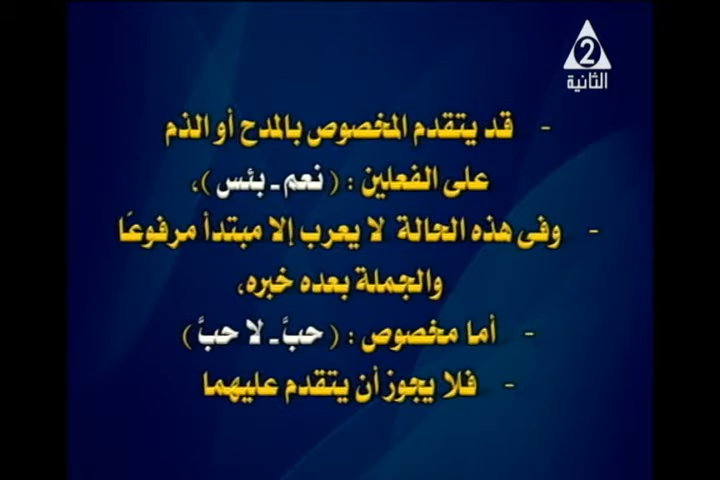 2
الثانية
- قد يتقدم المخصوص بالمدح أو الذم
على الفعلين : ( نعم - بئس )،
- وفى هذه الحالة لا يعرب إلا مبتدأ مرفوعًا
والجملة بعده خبره،
- أما مخصوص : ( حبَّ - لا حبَّ )
- فلا يجوز أن يتقدم عليهما